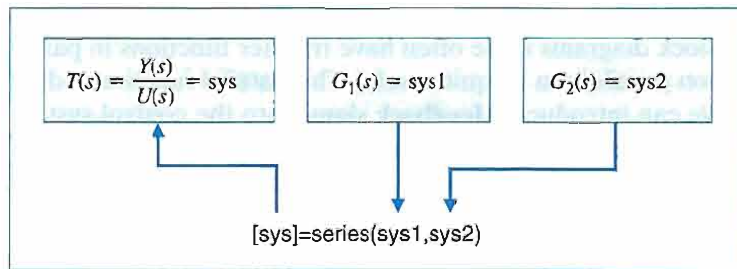 T(s) = Y(s)/U(s) = sys
G₁(s) = sys1
G₂(s) = sys2
[sys]=series(sys1,sys2)